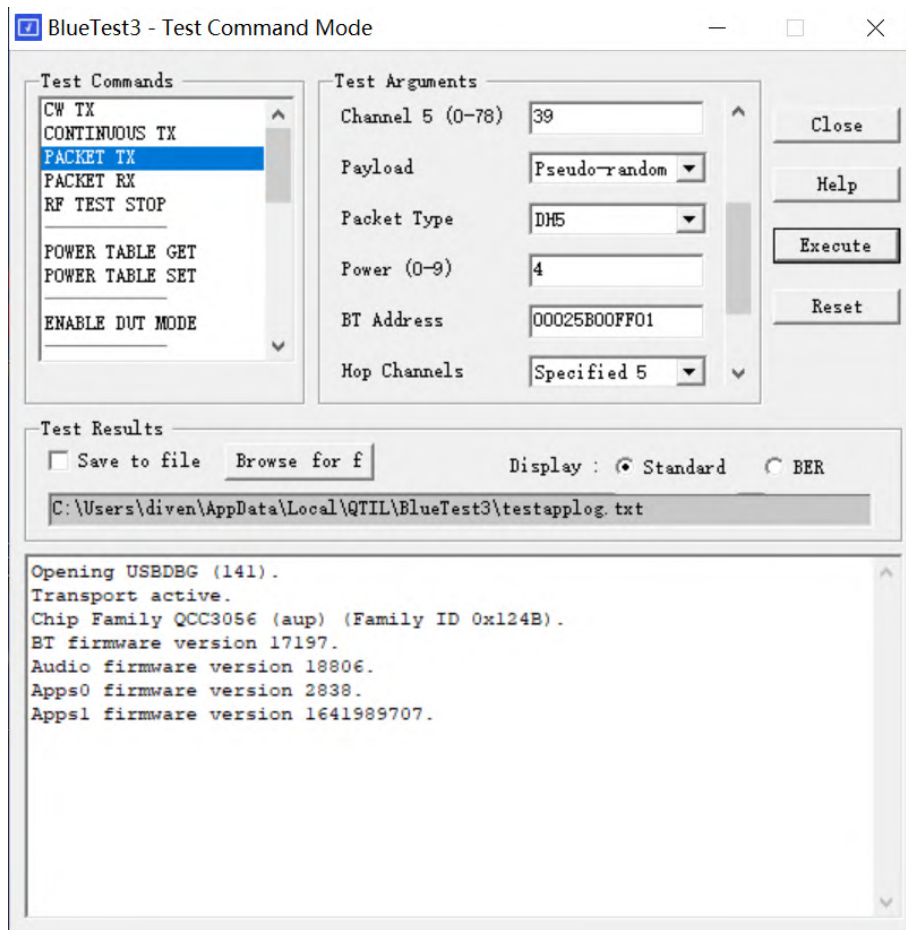 BlueTest3 - Test Command Mode
Test Commands
CW TX
CONTINUOUS TX
PACKET TX
PACKET RX
RF TEST STOP
POWER TABLE GET
POWER TABLE SET
ENABLE DUT MODE
Test Arguments
Channel 5 (0-78) 39
Payload Pseudo-random
Packet Type DH5
Power (0-9) 4
BT Address 00025B00FF01
Hop Channels Specified 5
Close
Help
Execute
Reset
Test Results
Save to file Browse for f Display : Standard BER
C:\Users\diven\AppData\Local\QTIL\BlueTest3\testapplog.txt
Opening USBDBG (141).
Transport active.
Chip Family QCC3056 (aup) (Family ID 0x124B).
BT firmware version 17197.
Audio firmware version 18806.
Apps0 firmware version 2838.
Apps1 firmware version 1641989707.